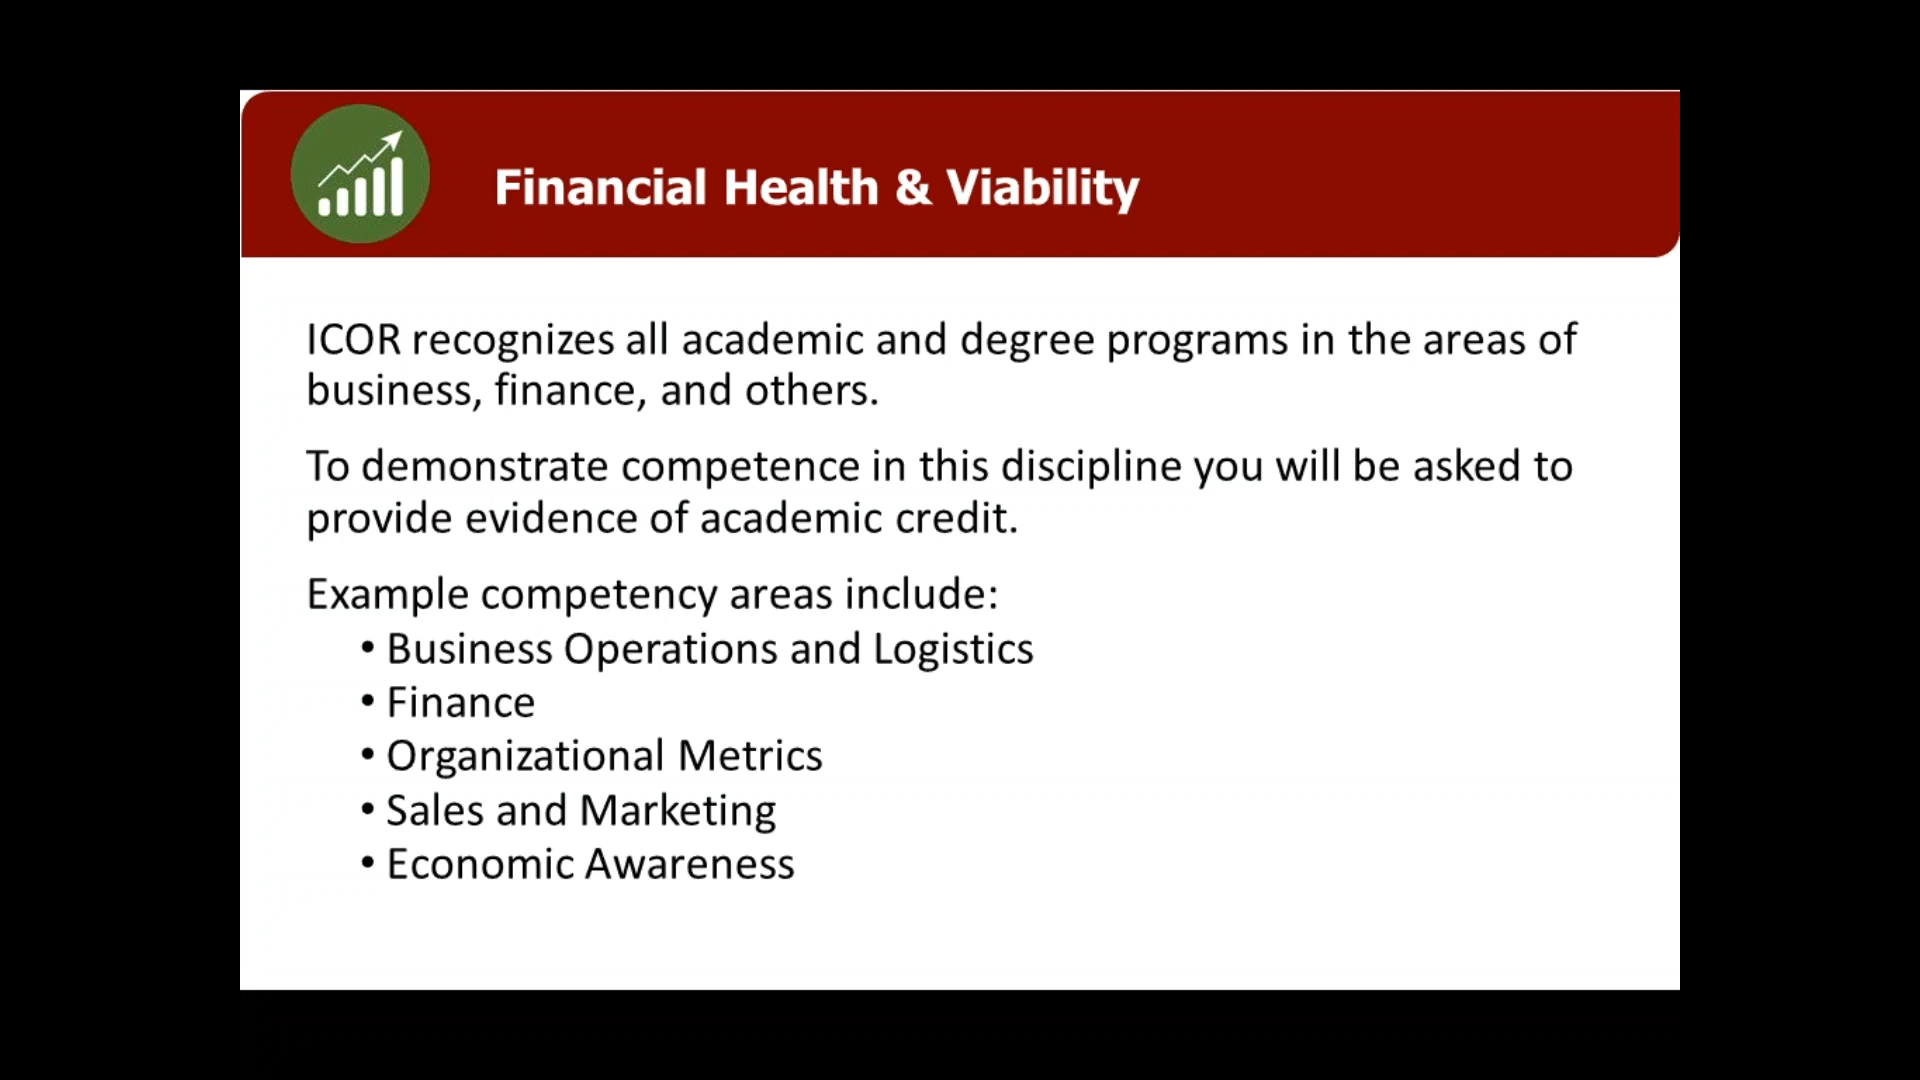 Financial Health & Viability
ICOR recognizes all academic and degree programs in the areas of
business, finance, and others.
To demonstrate competence in this discipline you will be asked to
provide evidence of academic credit.
Example competency areas include:
• Business Operations and Logistics
• Finance
• Organizational Metrics
• Sales and Marketing
• Economic Awareness